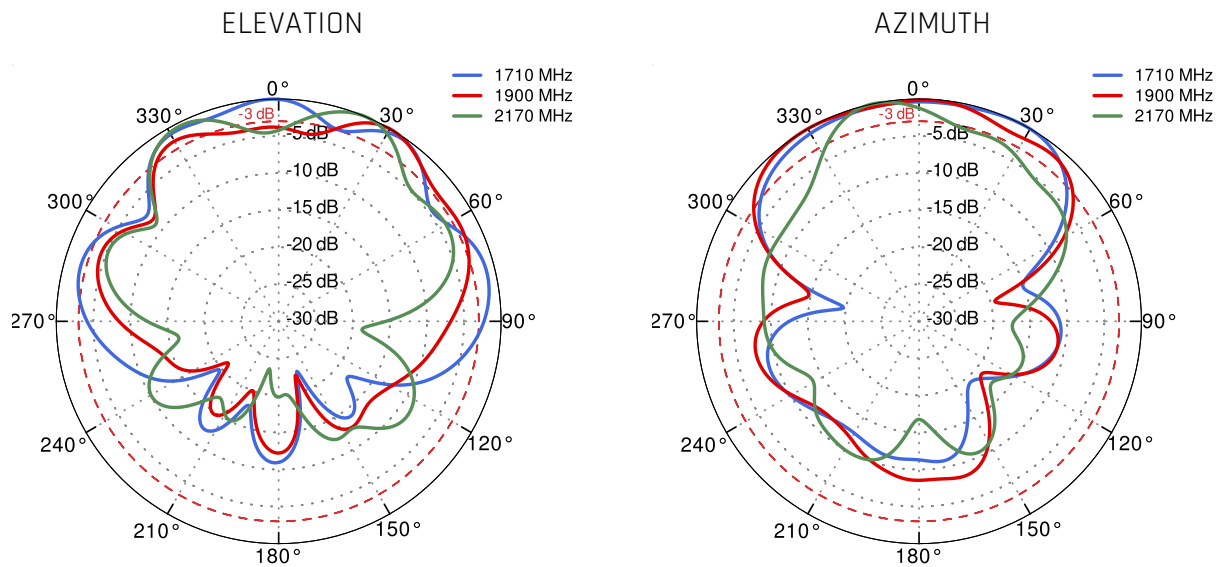 ELEVATION
1710 MHz
1900 MHz
2170 MHz
0°
330°
-3 dB
30°
-5 dB
-10 dB
300°
60°
-15 dB
-20 dB
-25 dB
270°
-30 dB
90°
240°
120°
210°
150°
180°
AZIMUTH
1710 MHz
1900 MHz
2170 MHz
0°
330°
-3 dB
30°
-5 dB
-10 dB
300°
60°
-15 dB
-20 dB
-25 dB
270°
-30 dB
90°
240°
120°
210°
150°
180°